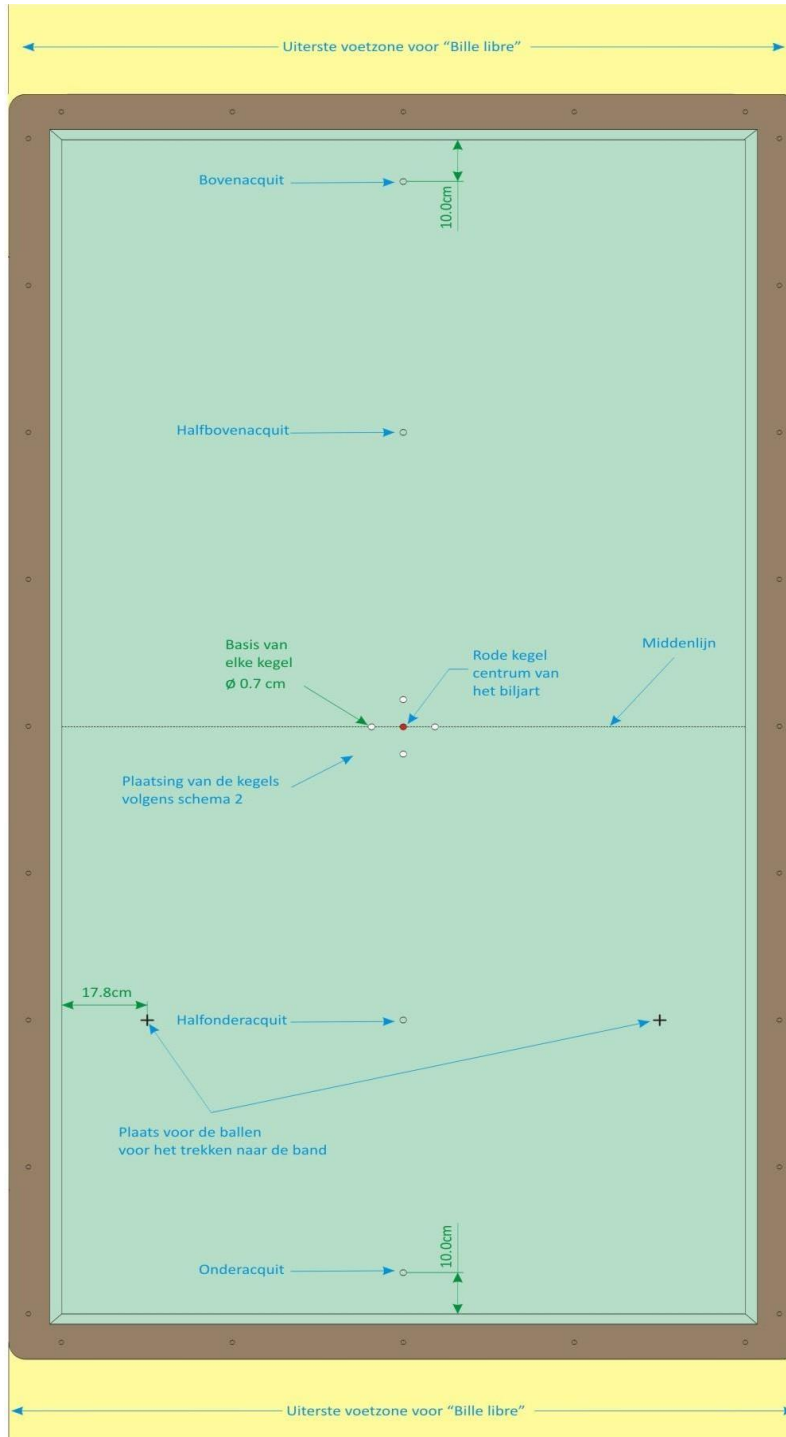 Uiterste voetzone voor “Bille libre”
Bovenacquit
10.0cm
Halfbovenacquit
Basis van
elke kegel
Ø 0.7 cm
Rode kegel
centrum van
het biljart
Middenlijn
Plaatsing van de kegels
volgens schema 2
17.8cm
Halfonderacquit
Plaats voor de ballen
voor het trekken naar de band
10.0cm
Onderacquit
Uiterste voetzone voor “Bille libre”